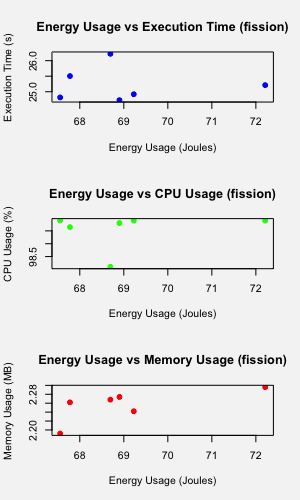 Energy Usage vs Execution Time (fission)
Execution Time (s)
26.0
25.0
68 69 70 71 72
Energy Usage (Joules)
Energy Usage vs CPU Usage (fission)
CPU Usage (%)
98.5
68 69 70 71 72
Energy Usage (Joules)
Energy Usage vs Memory Usage (fission)
Memory Usage (MB)
2.28
2.20
68 69 70 71 72
Energy Usage (Joules)